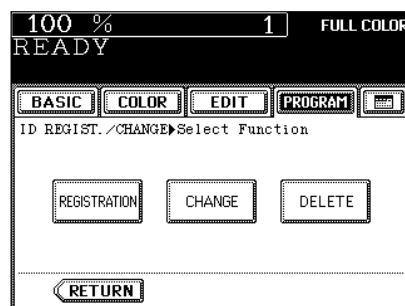 100 % 1 FULL COLOR
READY
BASIC COLOR EDIT PROGRAM
ID REGIST./CHANGE▶Select Function
REGISTRATION CHANGE DELETE
RETURN